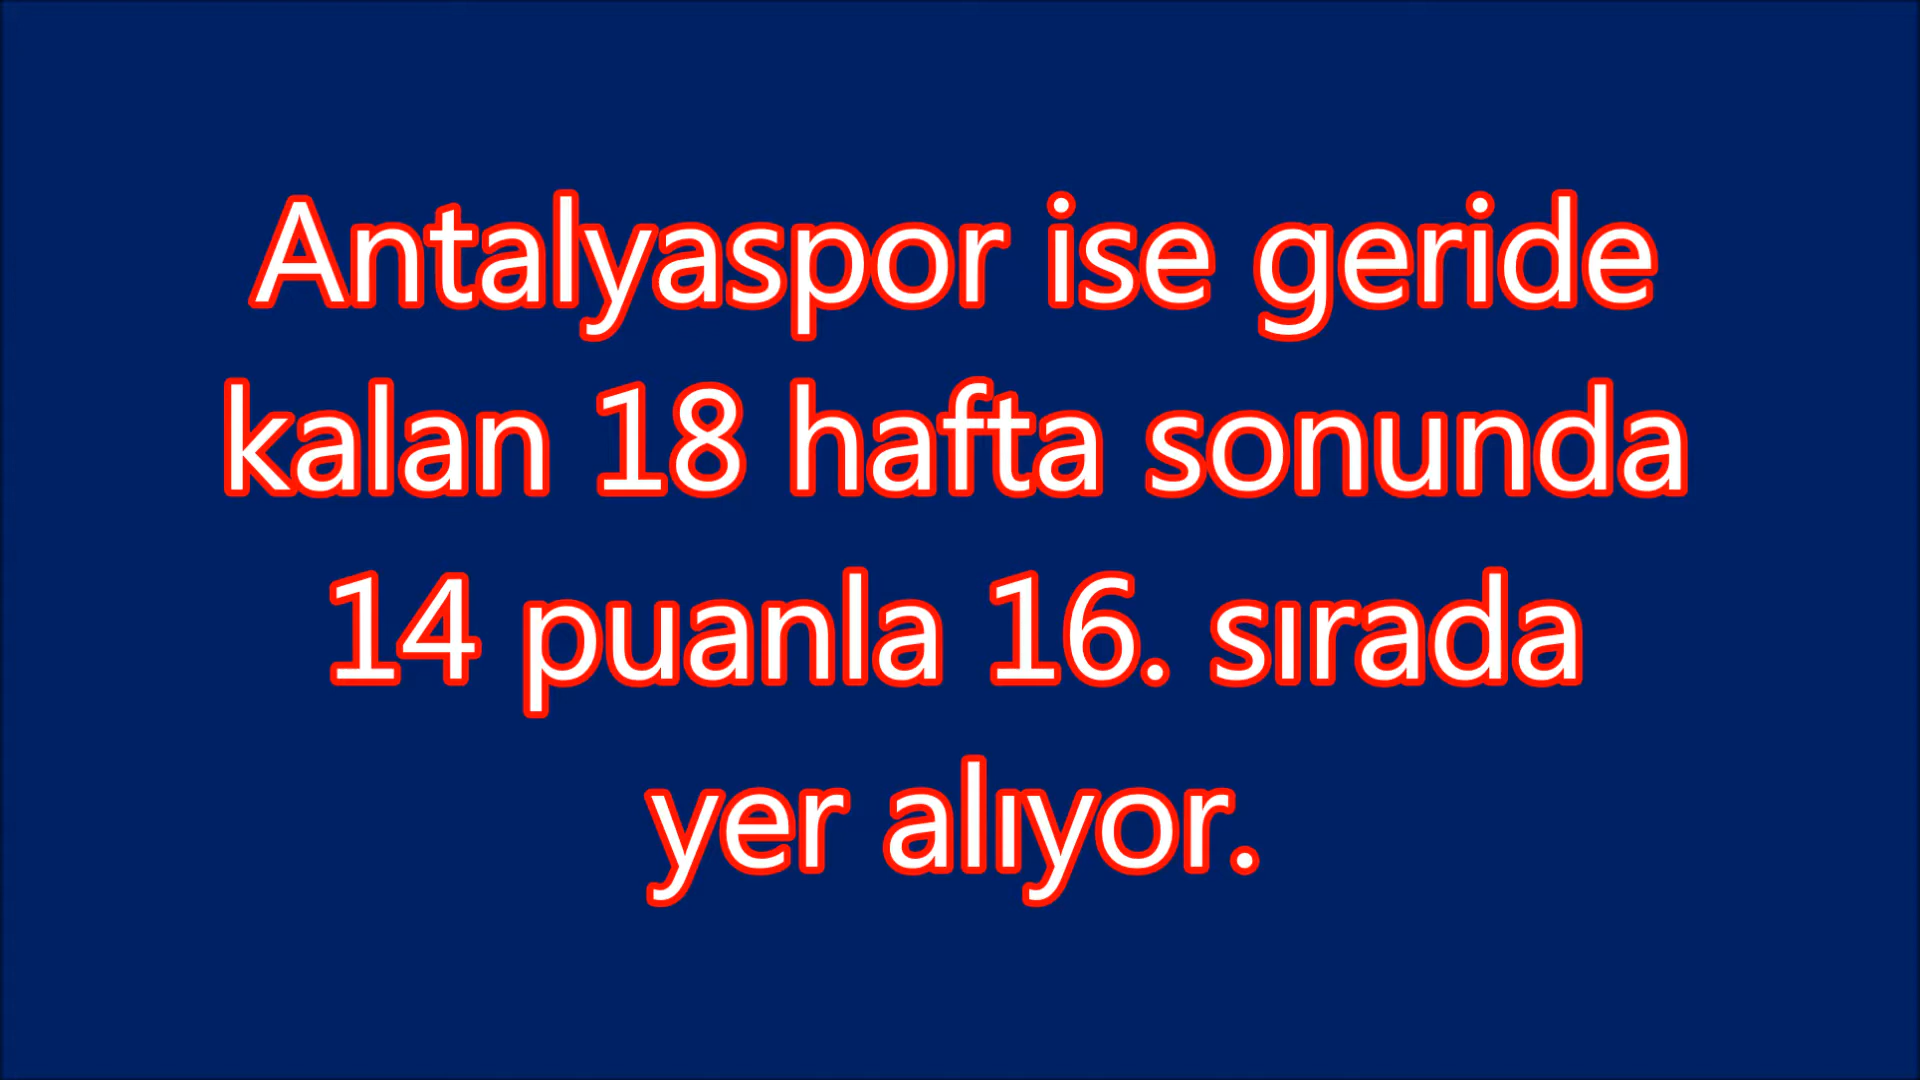 Antalyaspor ise geride
kalan 18 hafta sonunda
14 puanla 16. sırada
yer alıyor.